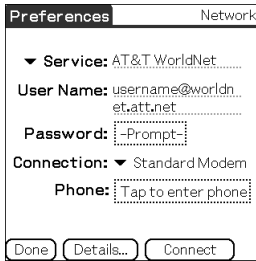 Preferences Network
Service: AT&T WorldNet
User Name: username@worldn
et.att.net
Password: -Prompt-
Connection: Standard Modem
Phone: Tap to enter phone
Done Details... Connect